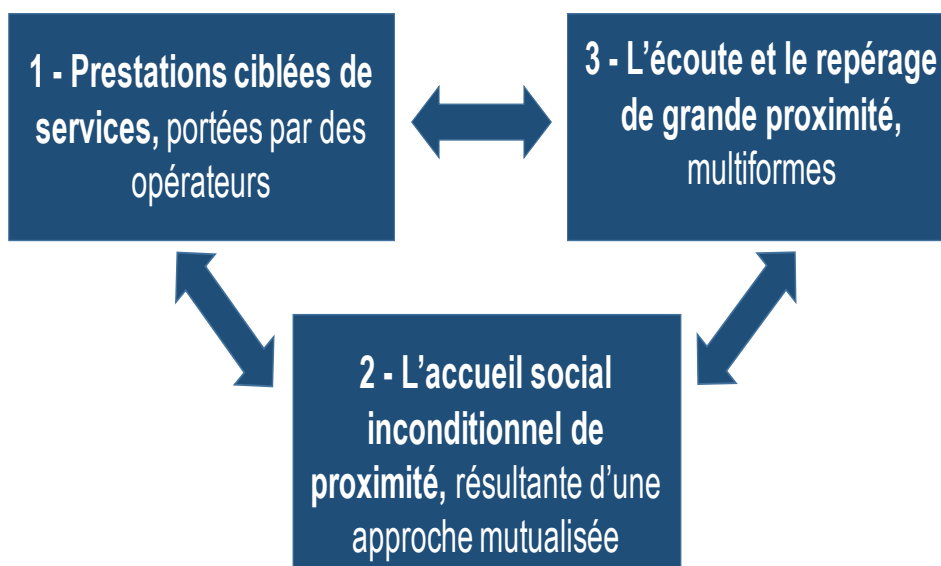 1 - Prestations ciblées de
services, portées par des
opérateurs
3 - L’écoute et le repérage
de grande proximité,
multiformes
2 - L’accueil social
inconditionnel de
proximité, résultante d’une
approche mutualisée